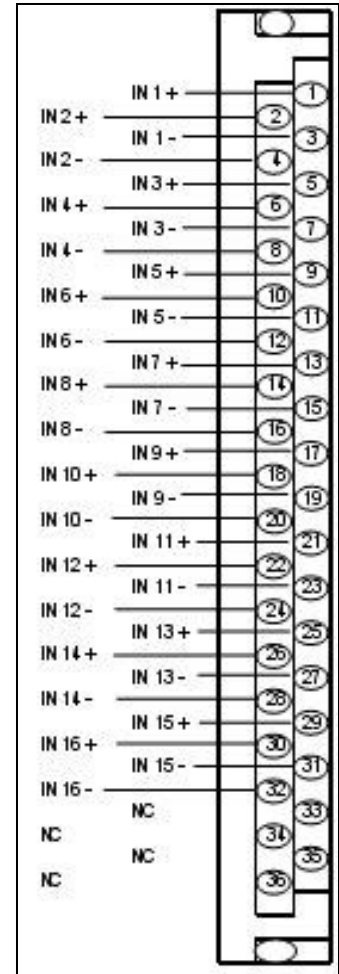 IN 1 + 1
IN 2 + 2
IN 1 - 3
IN 2 - 4
IN 3 + 5
IN 4 + 6
IN 3 - 7
IN 4 - 8
IN 5 + 9
IN 6 + 10
IN 5 - 11
IN 6 - 12
IN 7 + 13
IN 8 + 14
IN 7 - 15
IN 8 - 16
IN 9 + 17
IN 10 + 18
IN 9 - 19
IN 10 - 20
IN 11 + 21
IN 12 + 22
IN 11 - 23
IN 12 - 24
IN 13 + 25
IN 14 + 26
IN 13 - 27
IN 14 - 28
IN 15 + 29
IN 16 + 30
IN 15 - 31
IN 16 - 32
NC 33
NC 34
NC 35
NC 36